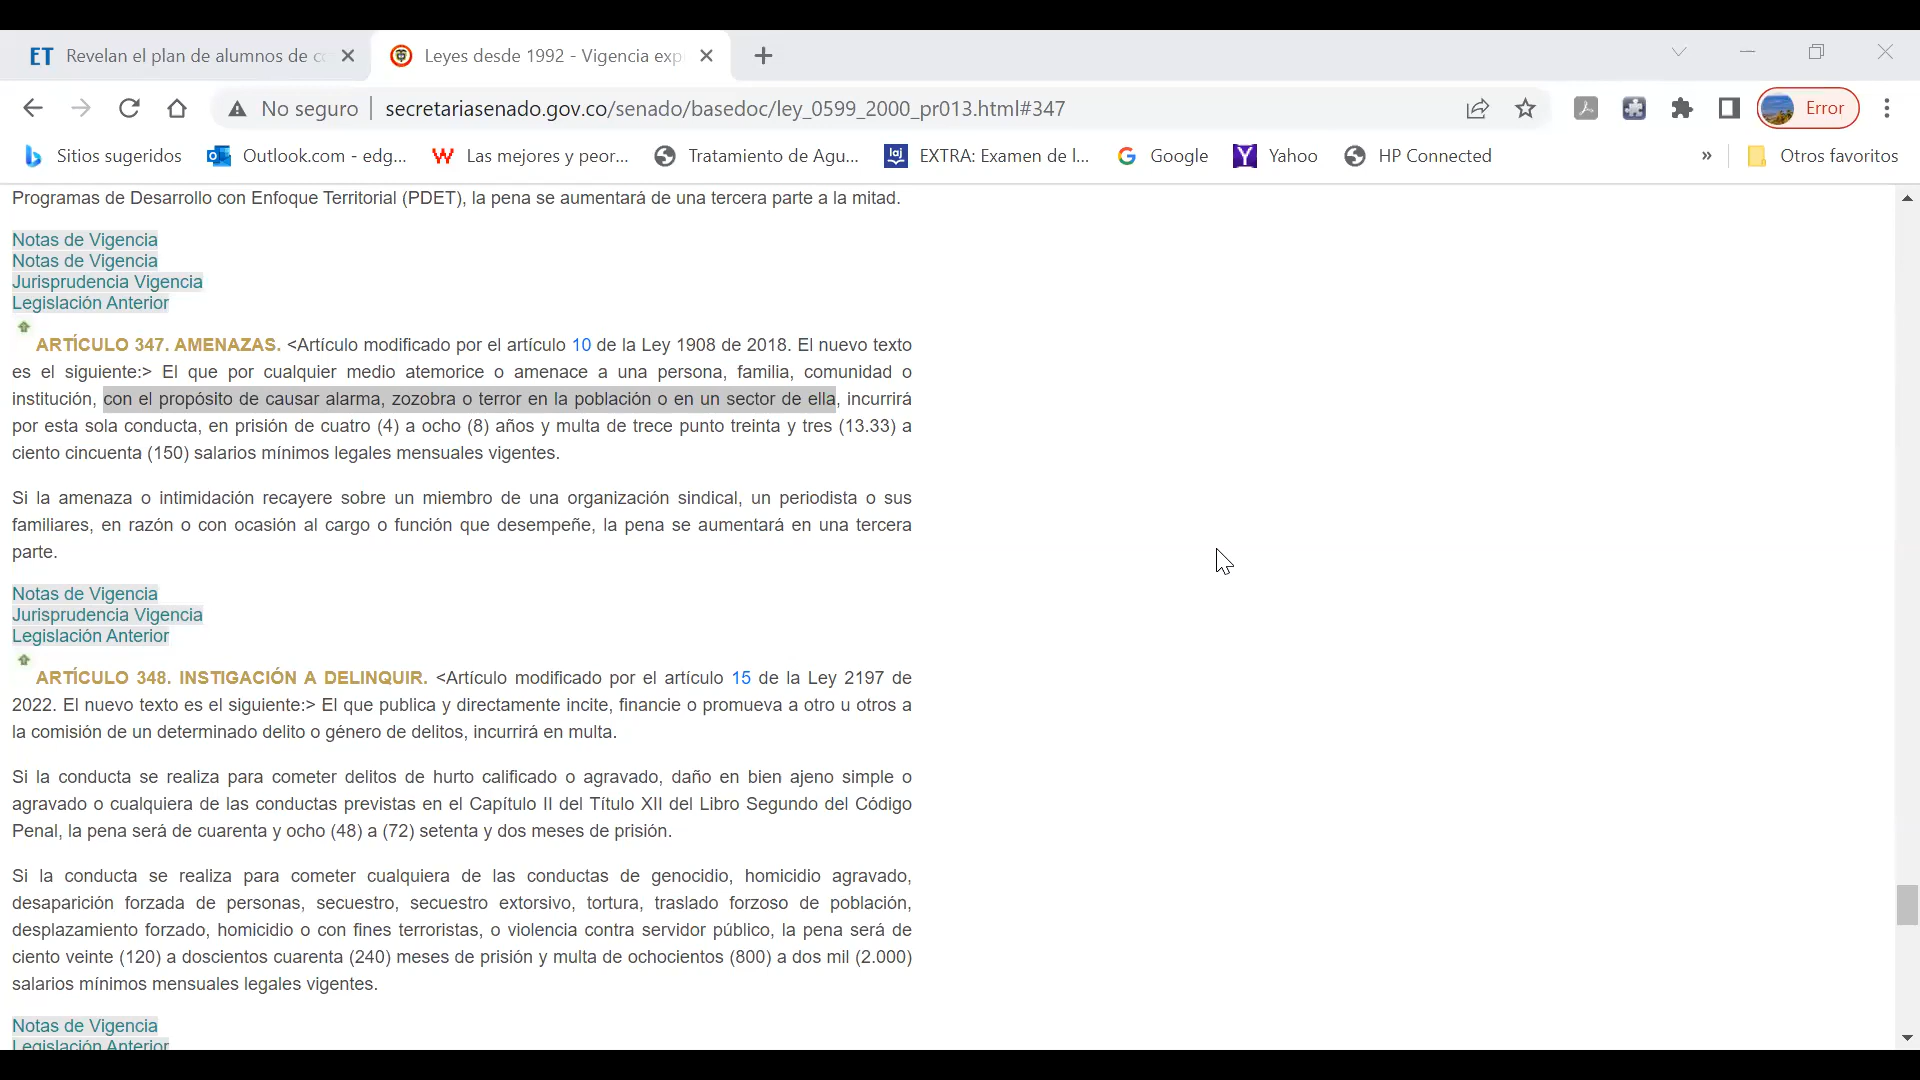 ET Revelan el plan de alumnos de co
Leyes desde 1992 - Vigencia exp
No seguro secretariasenado.gov.co/senado/basedoc/ley_0599_2000_pr013.html#347 Error
Sitios sugeridos Outlook.com - edg... Las mejores y peor... Tratamiento de Agu... laj EXTRA: Examen de l... Google Yahoo HP Connected » Otros favoritos
Programas de Desarrollo con Enfoque Territorial (PDET), la pena se aumentará de una tercera parte a la mitad.
Notas de Vigencia
Notas de Vigencia
Jurisprudencia Vigencia
Legislación Anterior
ARTÍCULO 347. AMENAZAS. <Artículo modificado por el artículo 10 de la Ley 1908 de 2018. El nuevo texto
es el siguiente:> El que por cualquier medio atemorice o amenace a una persona, familia, comunidad o
institución, con el propósito de causar alarma, zozobra o terror en la población o en un sector de ella, incurrirá
por esta sola conducta, en prisión de cuatro (4) a ocho (8) años y multa de trece punto treinta y tres (13.33) a
ciento cincuenta (150) salarios mínimos legales mensuales vigentes.
Si la amenaza o intimidación recayere sobre un miembro de una organización sindical, un periodista o sus
familiares, en razón o con ocasión al cargo o función que desempeñe, la pena se aumentará en una tercera
parte.
Notas de Vigencia
Jurisprudencia Vigencia
Legislación Anterior
ARTÍCULO 348. INSTIGACIÓN A DELINQUIR. <Artículo modificado por el artículo 15 de la Ley 2197 de
2022. El nuevo texto es el siguiente:> El que publica y directamente incite, financie o promueva a otro u otros a
la comisión de un determinado delito o género de delitos, incurrirá en multa.
Si la conducta se realiza para cometer delitos de hurto calificado o agravado, daño en bien ajeno simple o
agravado o cualquiera de las conductas previstas en el Capítulo II del Título XII del Libro Segundo del Código
Penal, la pena será de cuarenta y ocho (48) a (72) setenta y dos meses de prisión.
Si la conducta se realiza para cometer cualquiera de las conductas de genocidio, homicidio agravado,
desaparición forzada de personas, secuestro, secuestro extorsivo, tortura, traslado forzoso de población,
desplazamiento forzado, homicidio o con fines terroristas, o violencia contra servidor público, la pena será de
ciento veinte (120) a doscientos cuarenta (240) meses de prisión y multa de ochocientos (800) a dos mil (2.000)
salarios mínimos mensuales legales vigentes.
Notas de Vigencia
Legislación Anterior